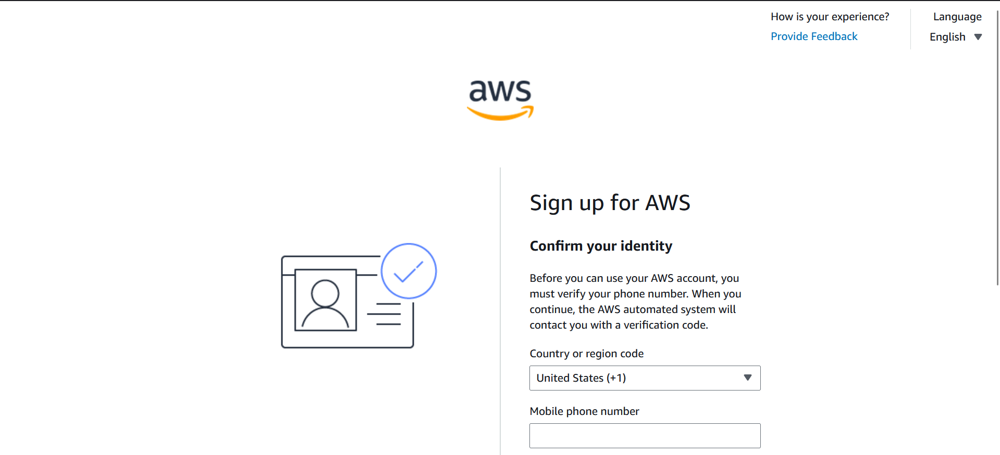 How is your experience?
Provide Feedback
Language
English
aws
Sign up for AWS
Confirm your identity
Before you can use your AWS account, you
must verify your phone number. When you
continue, the AWS automated system will
contact you with a verification code.
Country or region code
United States (+1)
Mobile phone number